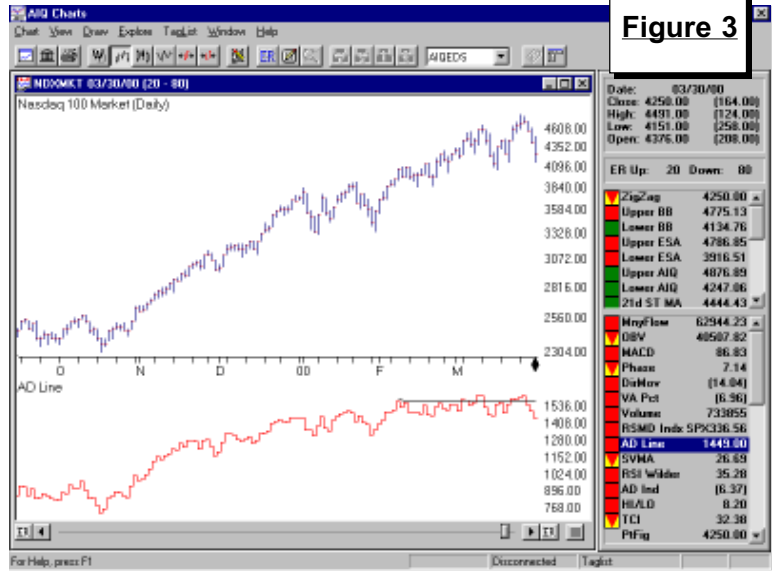 AIQ Charts
Figure 3
Chart View Draw Explore TagList Window Help
ER
AIQEDS
NDXMKT 03/30/00 (20 - 80)
Nasdaq 100 Market (Daily)
4608.00
4352.00
4096.00
3840.00
3584.00
3328.00
3072.00
2816.00
2560.00
2304.00
O N D 00 F M
AD Line
1536.00
1408.00
1280.00
1152.00
1024.00
896.00
768.00
Date: 03/30/00
Close: 4250.00 (164.00)
High: 4491.00 (124.00)
Low: 4151.00 (258.00)
Open: 4376.00 (208.00)
ER Up: 20 Down: 80
ZigZag 4250.00
Upper BB 4775.13
Lower BB 4134.76
Upper ESA 4786.85
Lower ESA 3916.51
Upper AIQ 4876.89
Lower AIQ 4247.06
21d ST MA 4444.43
MnyFlow 62944.23
OBV 40507.82
MACD 86.83
Phase 7.14
DirMov (14.04)
VA Pct (6.96)
Volume 733855
RSMD Indx SPX336.56
AD Line 1449.00
SVMA 26.69
RSI Wilder 35.28
AD Ind (6.37)
HI/LO 8.20
TCI 32.38
PtFig 4250.00
For Help, press F1
Disconnected
Taglist